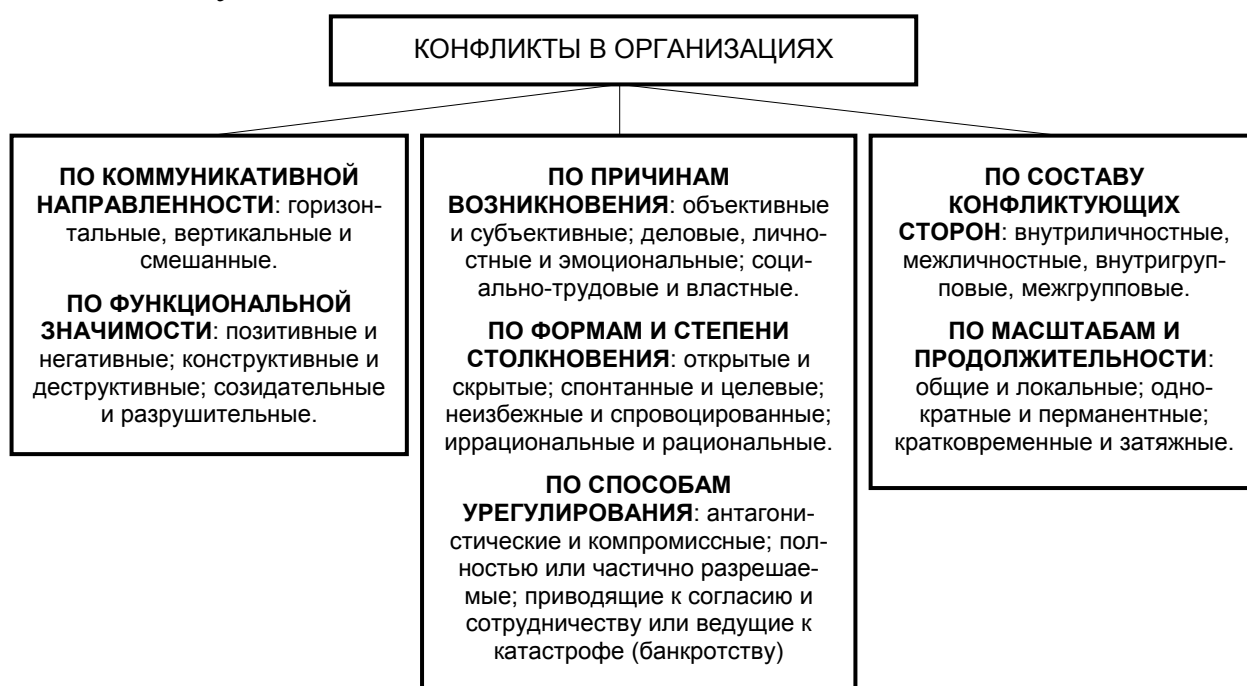 КОНФЛИКТЫ В ОРГАНИЗАЦИЯХ
ПО КОММУНИКАТИВНОЙ
НАПРАВЛЕННОСТИ: горизон-
тальные, вертикальные и
смешанные.
ПО ФУНКЦИОНАЛЬНОЙ
ЗНАЧИМОСТИ: позитивные и
негативные; конструктивные и
деструктивные; созидательные
и разрушительные.
ПО ПРИЧИНАМ
ВОЗНИКНОВЕНИЯ: объективные
и субъективные; деловые, лично-
стные и эмоциональные; соци-
ально-трудовые и властные.
ПО ФОРМАМ И СТЕПЕНИ
СТОЛКНОВЕНИЯ: открытые и
скрытые; спонтанные и целевые;
неизбежные и спровоцированные;
иррациональные и рациональные.
ПО СПОСОБАМ
УРЕГУЛИРОВАНИЯ: антагони-
стические и компромиссные; пол-
ностью или частично разрешае-
мые; приводящие к согласию и
сотрудничеству или ведущие к
катастрофе (банкротству)
ПО СОСТАВУ
КОНФЛИКТУЮЩИХ
СТОРОН: внутриличностные,
межличностные, внутригруп-
повые, межгрупповые.
ПО МАСШТАБАМ И
ПРОДОЛЖИТЕЛЬНОСТИ:
общие и локальные; одно-
кратные и перманентные;
кратковременные и затяжные.